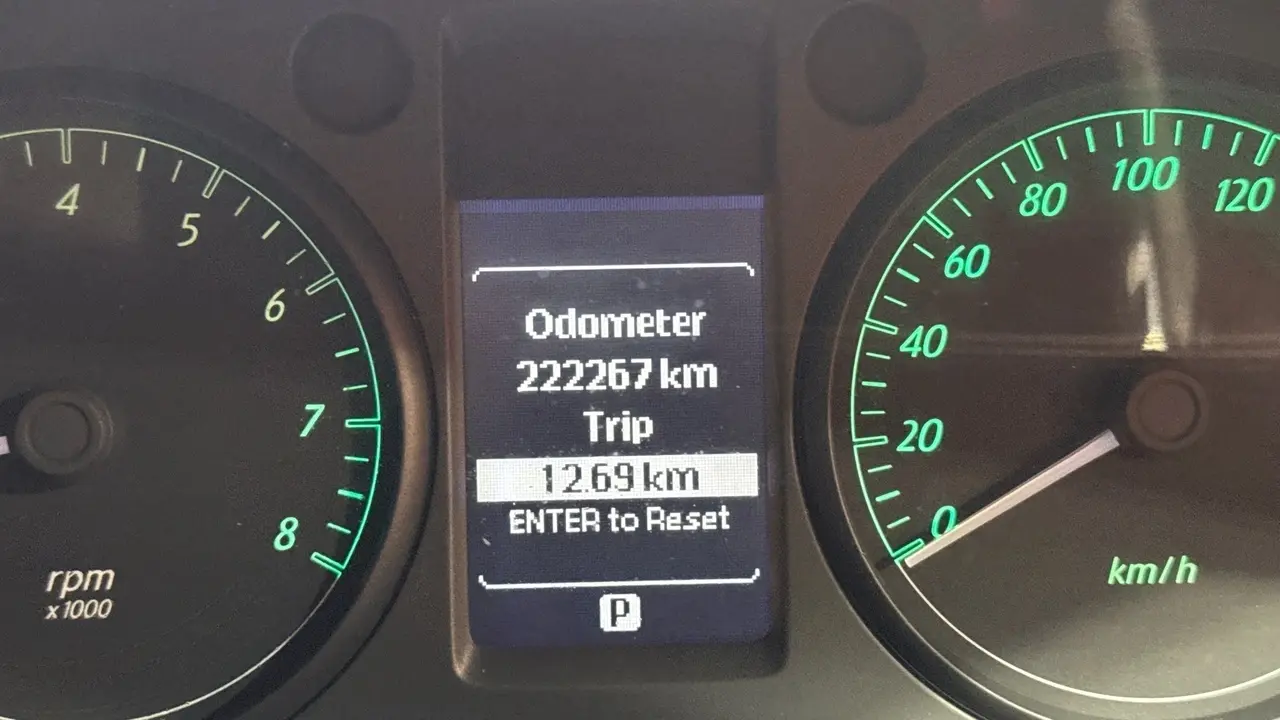 4
5
6
7
8
rpm
x1000
Odometer
222267 km
Trip
12.69 km
ENTER to Reset
P
0
20
40
60
80
100
120
km/h